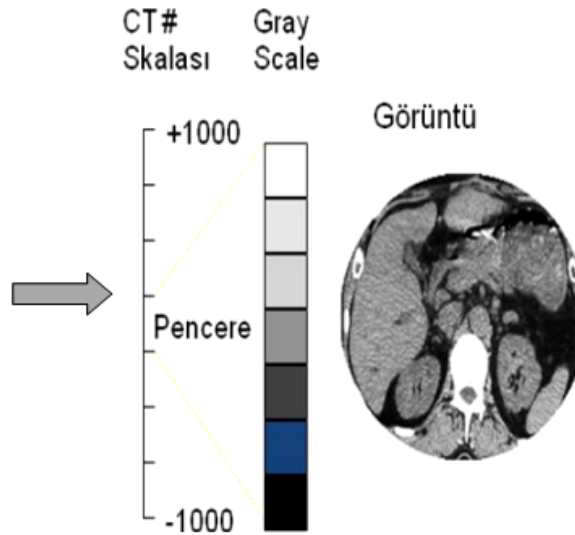 CT#
Skalası
Gray
Scale
+1000
Görüntü
Pencere
-1000